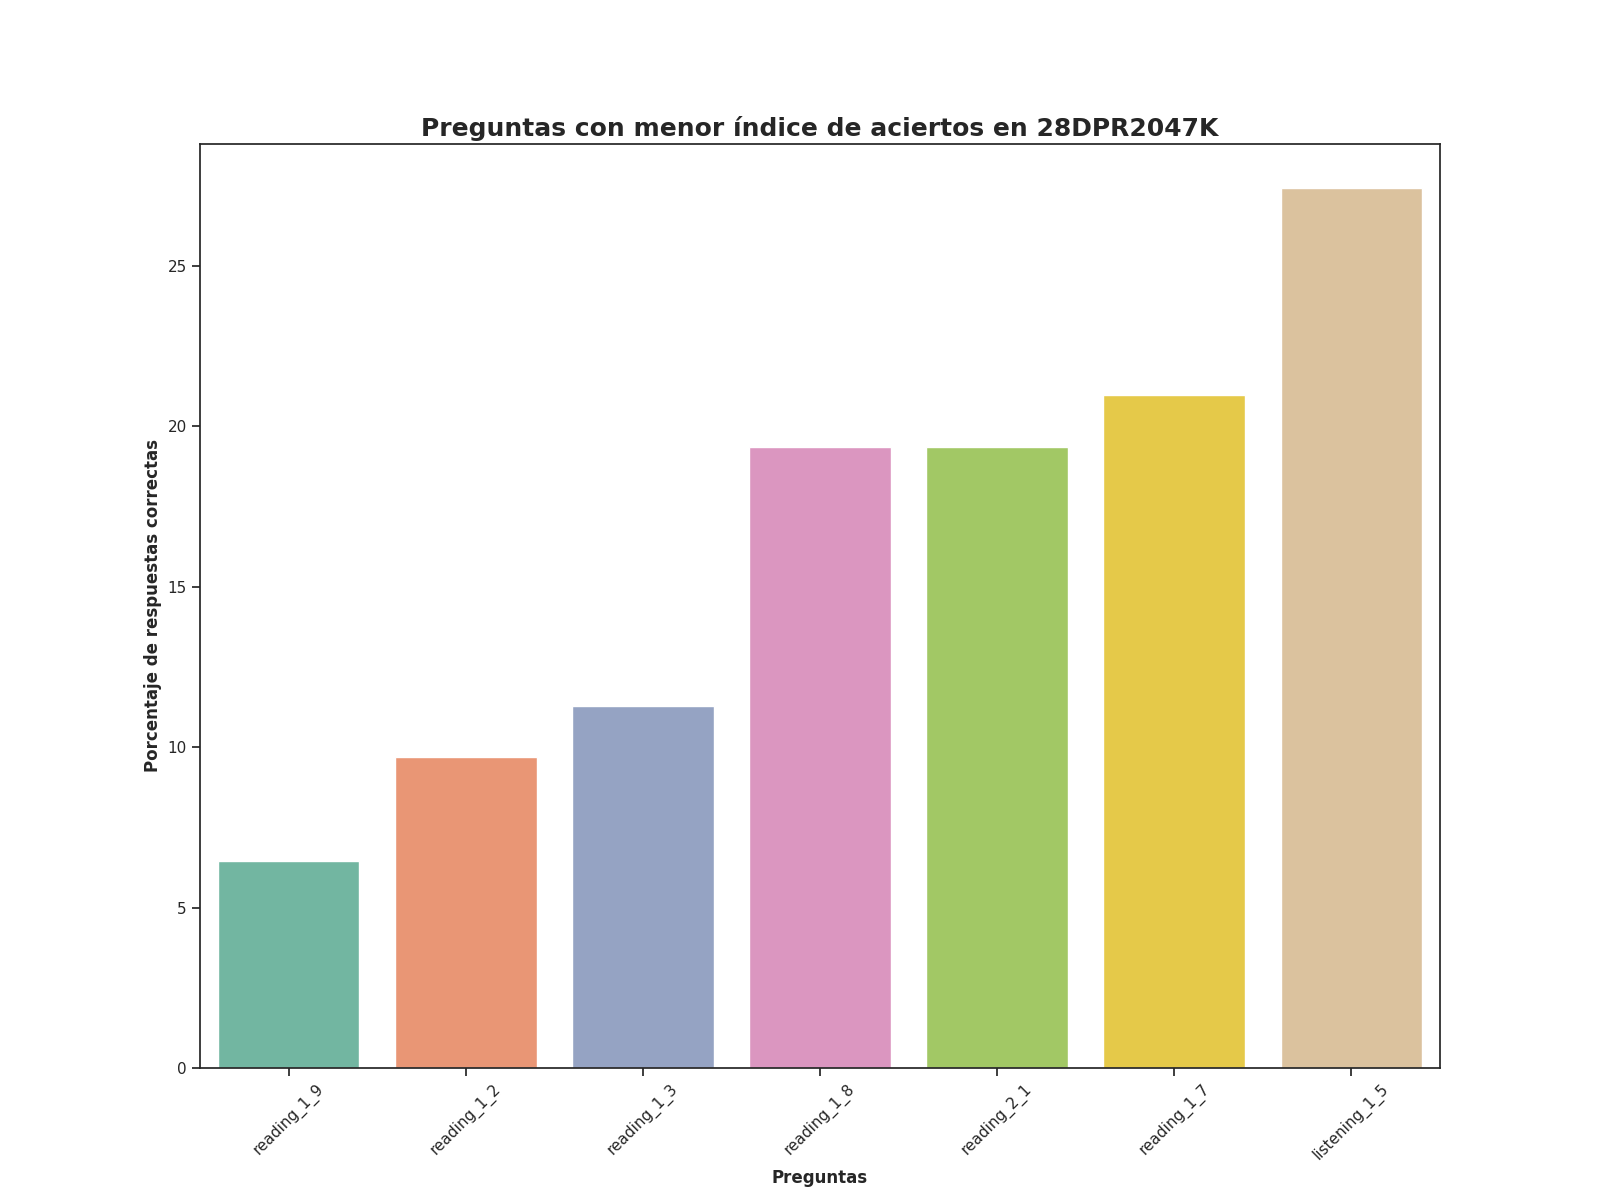 Preguntas con menor índice de aciertos en 28DPR2047K
Porcentaje de respuestas correctas
25
20
15
10
5
0
reading_1_9
reading_1_2
reading_1_3
reading_1_8
reading_2_1
reading_1_7
listening_1_5
Preguntas